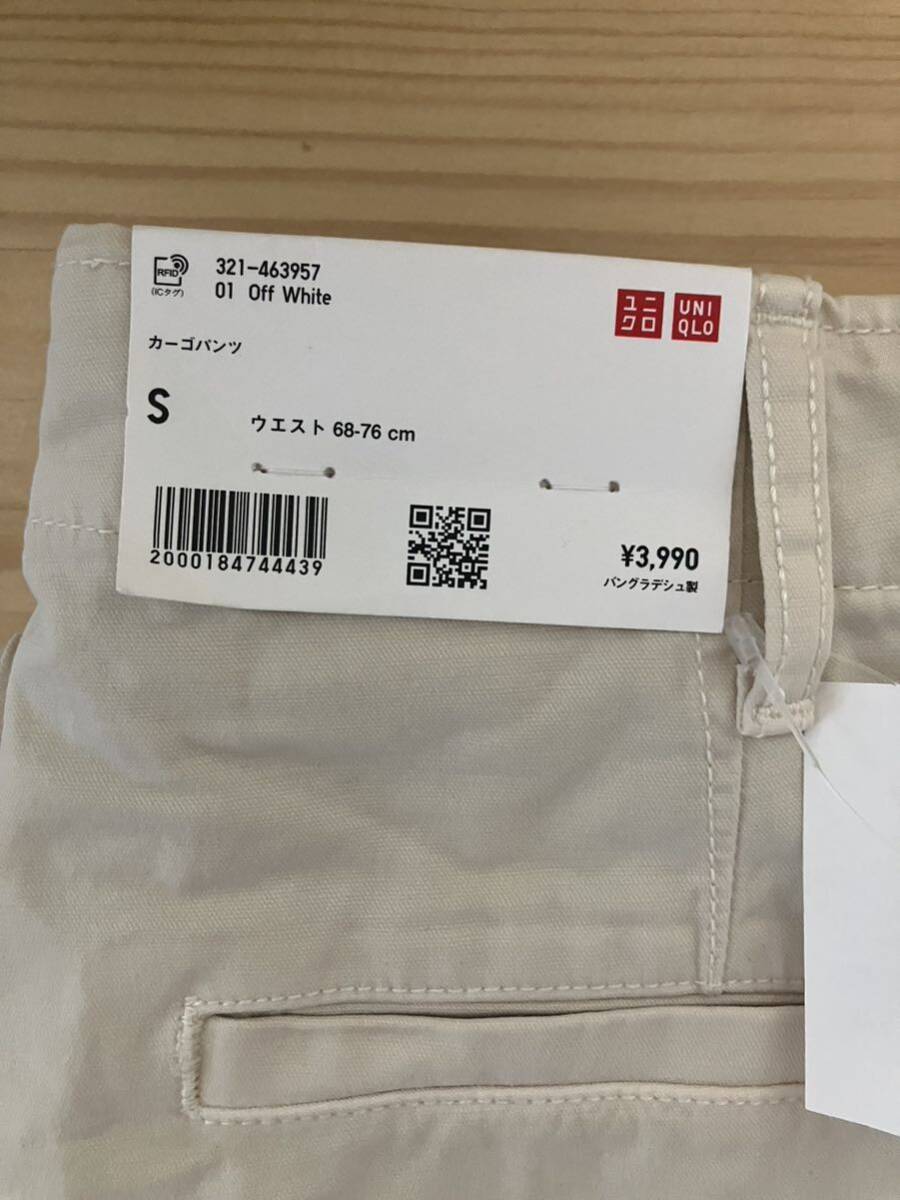 RFID
(ICタグ)
321-463957
01 Off White
ユニ
クロ
UNI
QLO
カーゴパンツ
S
ウエスト 68-76 cm
2000184744439
¥3,990
バングラデシュ製